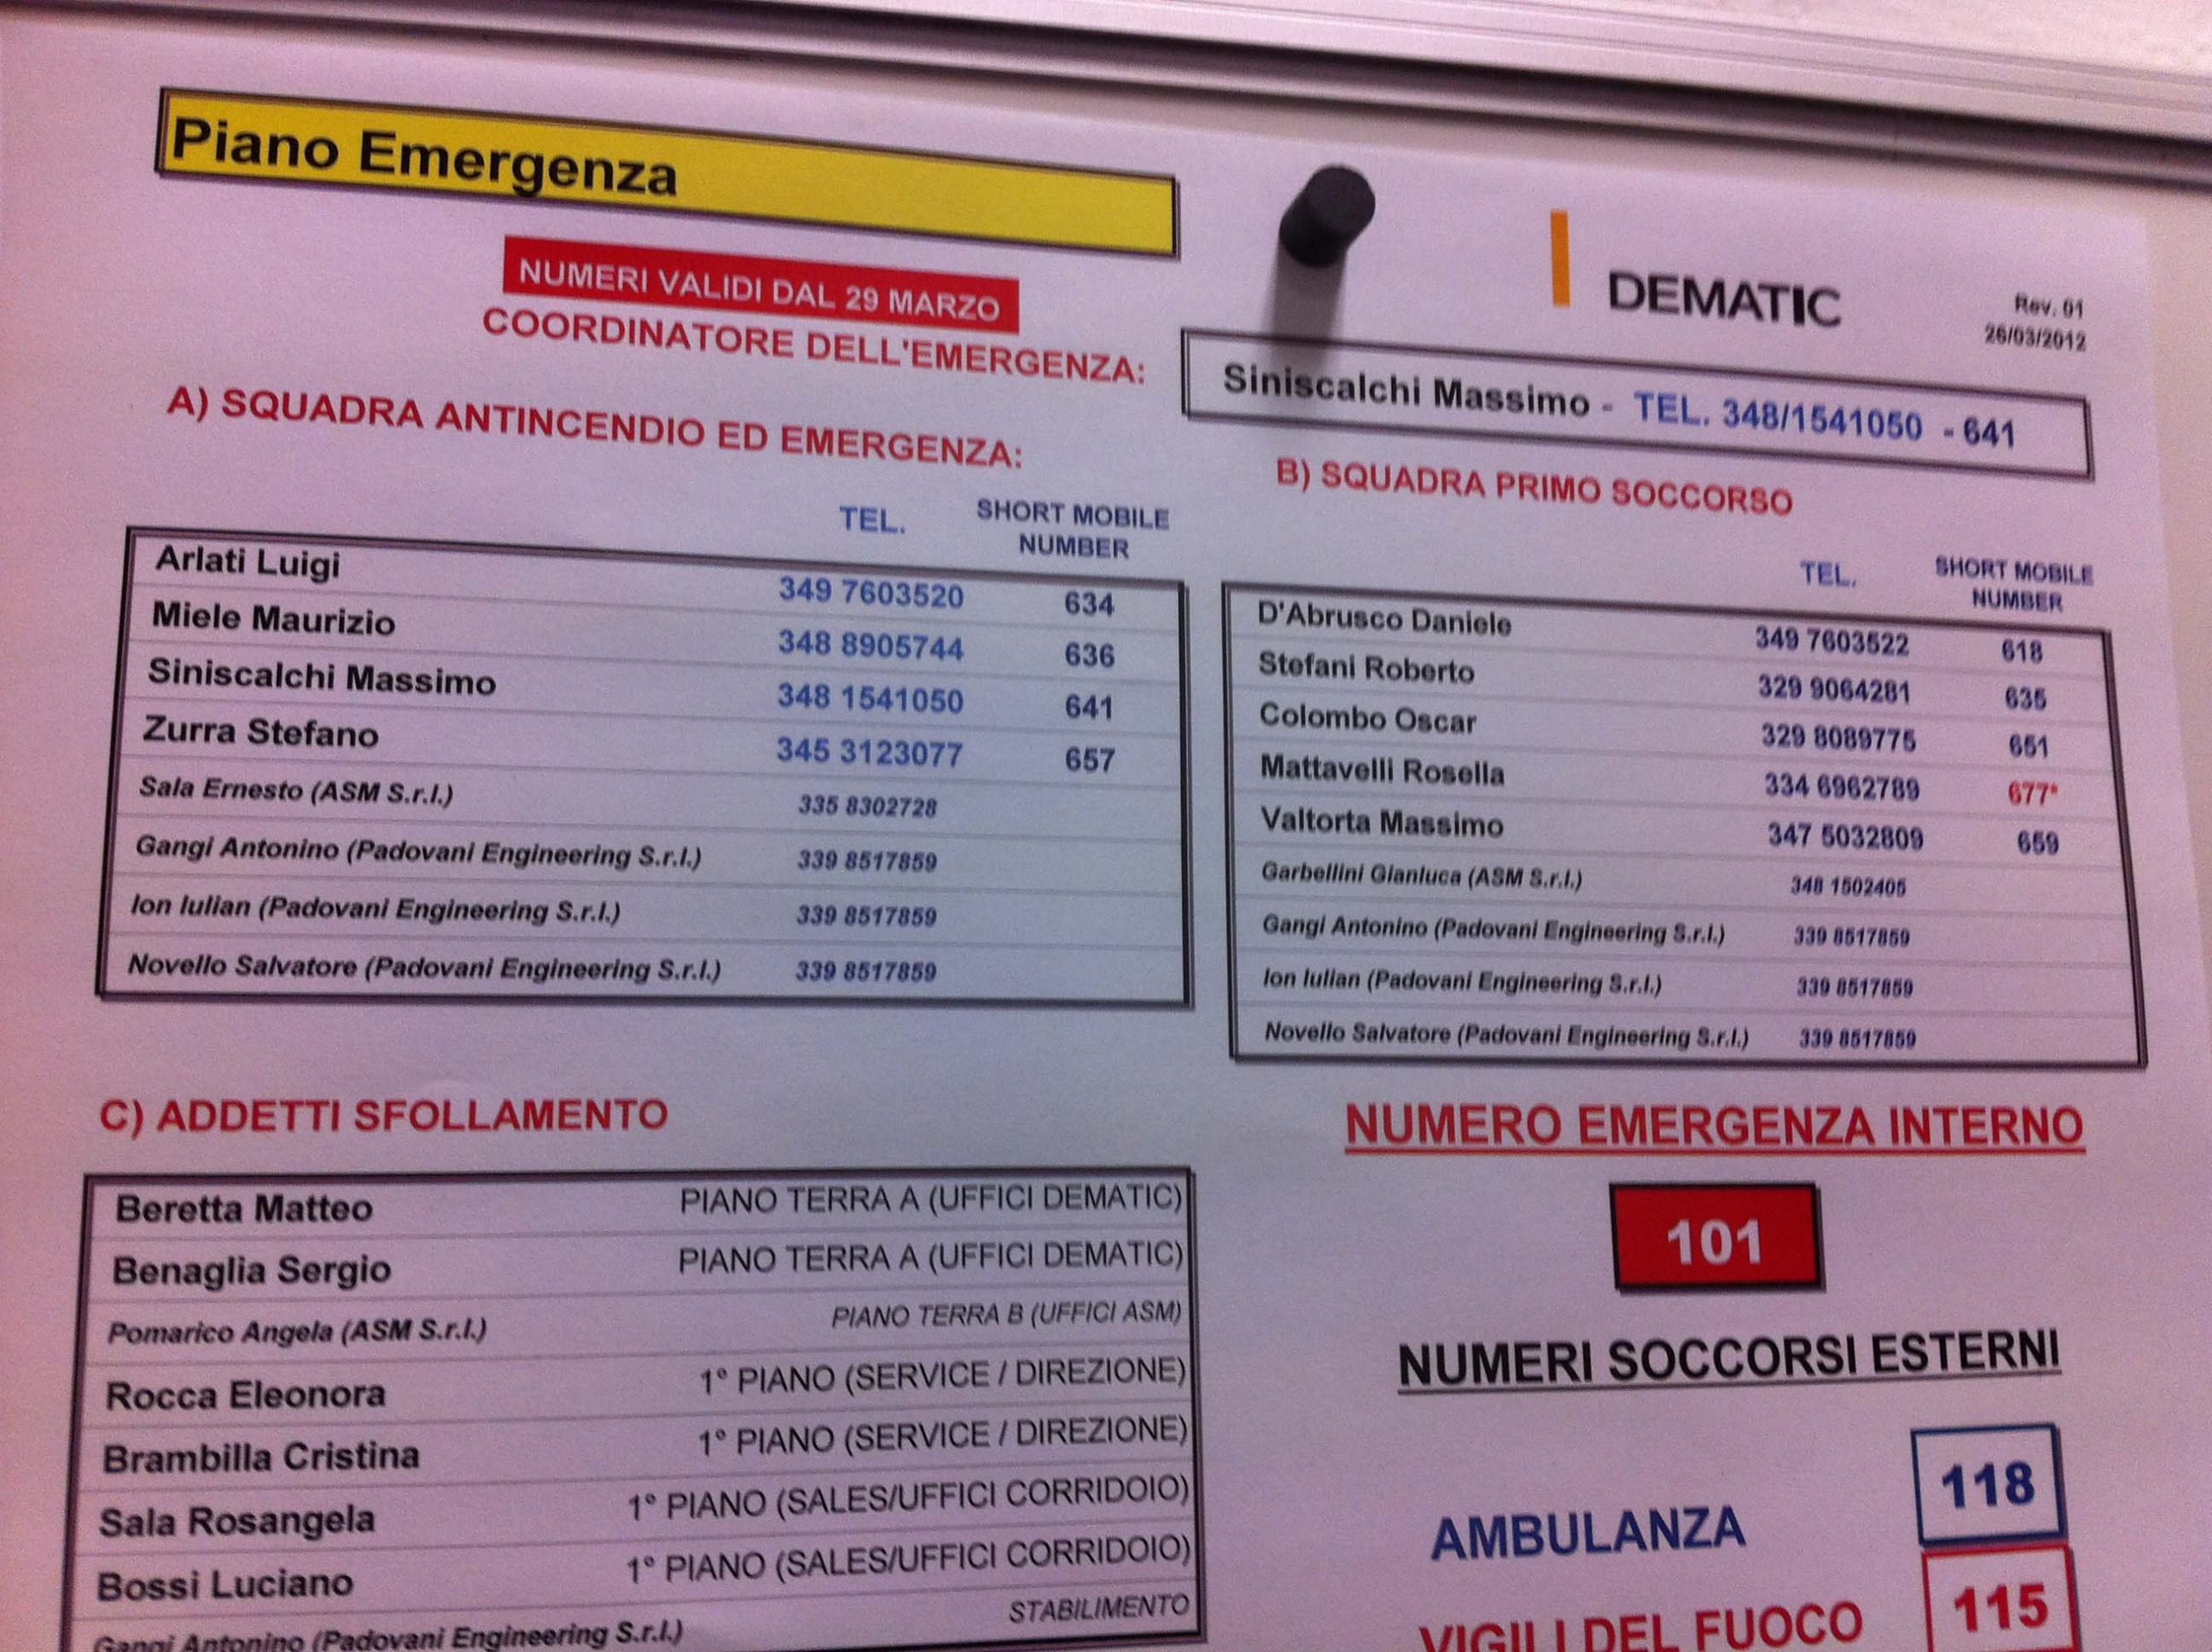 Piano Emergenza
DEMATIC
Rev. 01
26/03/2012
NUMERI VALIDI DAL 29 MARZO
COORDINATORE DELL'EMERGENZA:
Siniscalchi Massimo - TEL. 348/1541050 - 641
A) SQUADRA ANTINCENDIO ED EMERGENZA:
TEL. SHORT MOBILE
NUMBER
Arlati Luigi 349 7603520 634
Miele Maurizio 348 8905744 636
Siniscalchi Massimo 348 1541050 641
Zurra Stefano 345 3123077 657
Sala Ernesto (ASM S.r.l.) 335 8302728
Gangi Antonino (Padovani Engineering S.r.l.) 339 8517859
Ion Iulian (Padovani Engineering S.r.l.) 339 8517859
Novello Salvatore (Padovani Engineering S.r.l.) 339 8517859
B) SQUADRA PRIMO SOCCORSO
TEL. SHORT MOBILE
NUMBER
D'Abrusco Daniele 349 7603522 618
Stefani Roberto 329 9064281 635
Colombo Oscar 329 8089775 651
Mattavelli Rosella 334 6962789 677*
Valtorta Massimo 347 5032809 659
Garbellini Gianluca (ASM S.r.l.) 348 1502405
Gangi Antonino (Padovani Engineering S.r.l.) 339 8517859
Ion Iulian (Padovani Engineering S.r.l.) 339 8517859
Novello Salvatore (Padovani Engineering S.r.l.) 339 8517859
C) ADDETTI SFOLLAMENTO
Beretta Matteo PIANO TERRA A (UFFICI DEMATIC)
Benaglia Sergio PIANO TERRA A (UFFICI DEMATIC)
Pomarico Angela (ASM S.r.l.) PIANO TERRA B (UFFICI ASM)
Rocca Eleonora 1° PIANO (SERVICE / DIREZIONE)
Brambilla Cristina 1° PIANO (SERVICE / DIREZIONE)
Sala Rosangela 1° PIANO (SALES/UFFICI CORRIDOIO)
Bossi Luciano 1° PIANO (SALES/UFFICI CORRIDOIO)
Gangi Antonino (Padovani Engineering S.r.l.) STABILIMENTO
NUMERO EMERGENZA INTERNO
101
NUMERI SOCCORSI ESTERNI
AMBULANZA 118
VIGILI DEL FUOCO 115